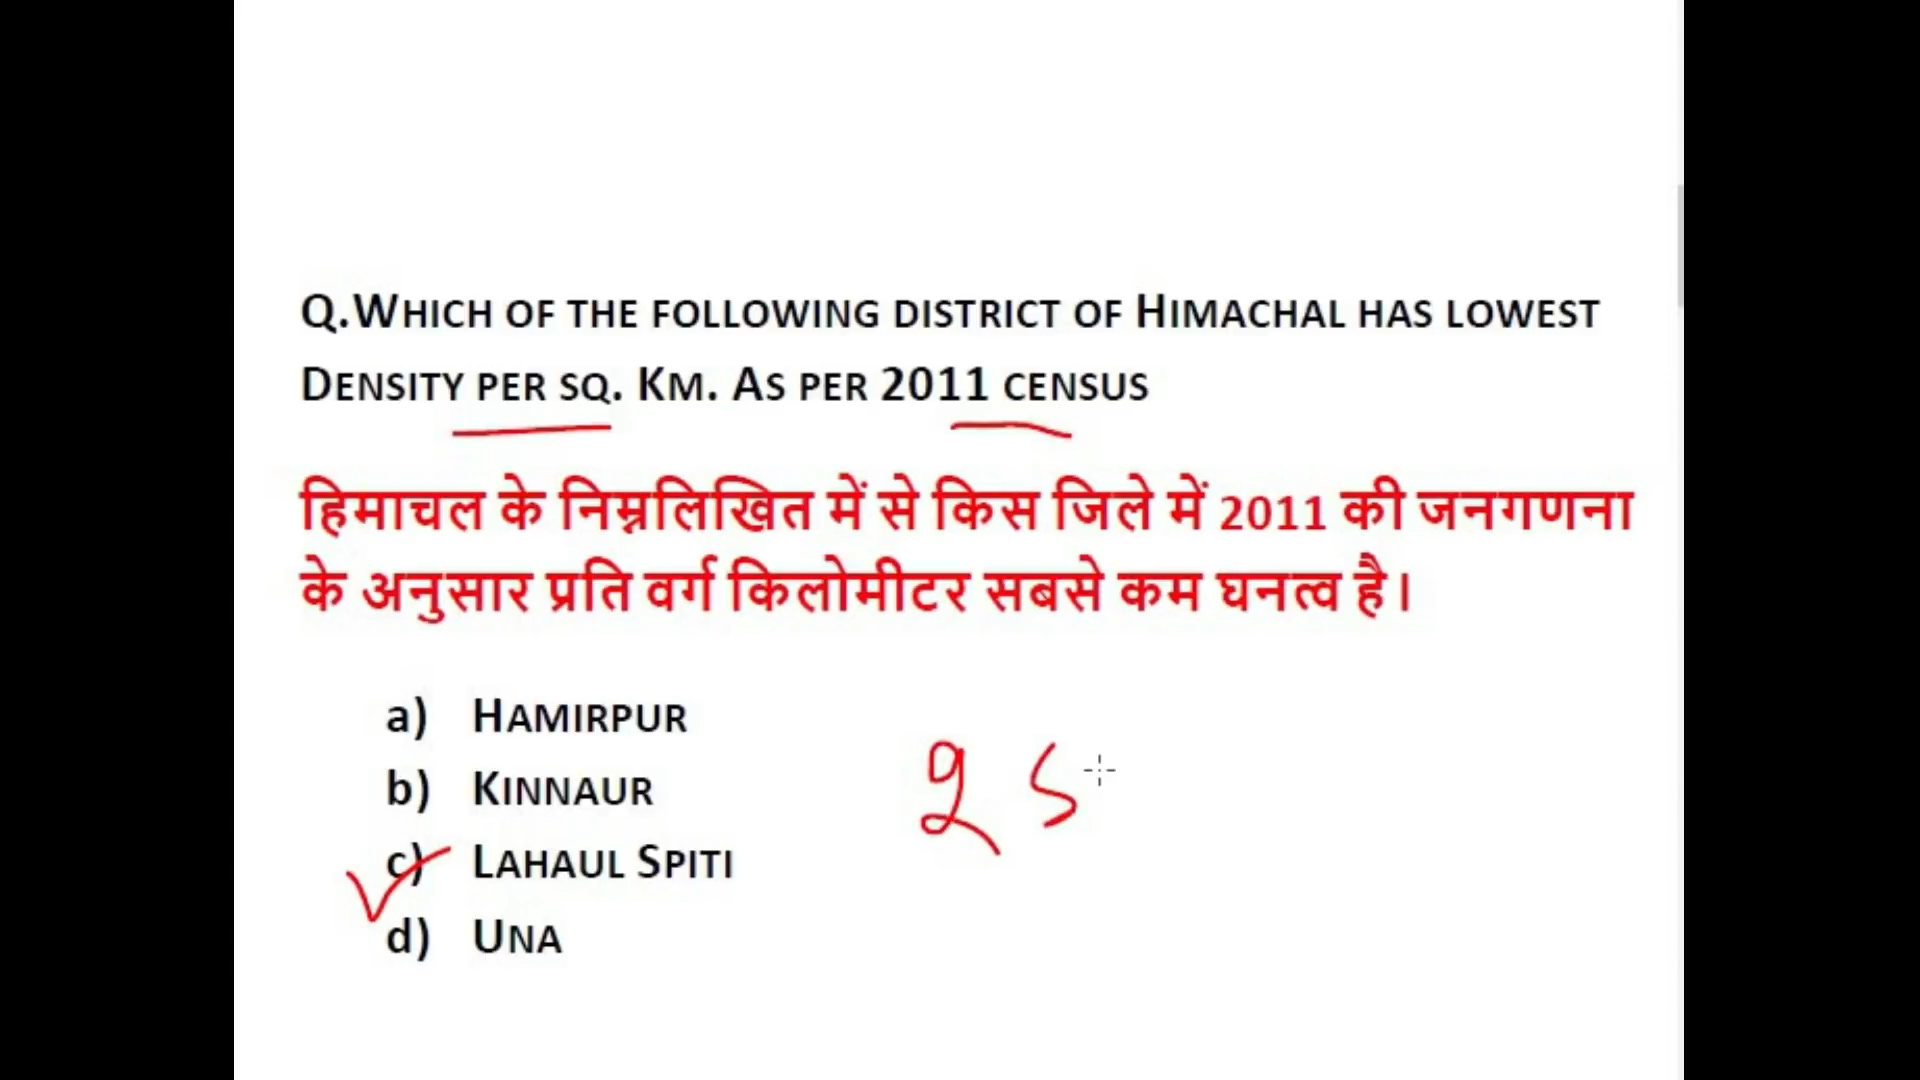 Q.WHICH OF THE FOLLOWING DISTRICT OF HIMACHAL HAS LOWEST
DENSITY PER SQ. KM. AS PER 2011 CENSUS
हिमाचल के निम्नलिखित में से किस जिले में 2011 की जनगणना
के अनुसार प्रति वर्ग किलोमीटर सबसे कम घनत्व है।
a) HAMIRPUR
b) KINNAUR
c) LAHAUL SPITI
d) UNA